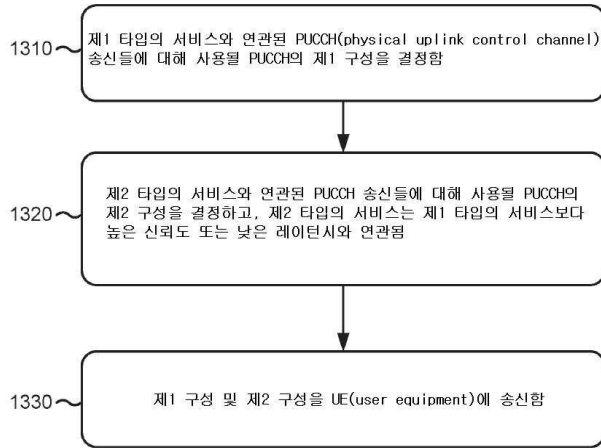 1310
제1 타입의 서비스와 연관된 PUCCH(physical uplink control channel)
송신들에 대해 사용될 PUCCH의 제1 구성을 결정함
1320
제2 타입의 서비스와 연관된 PUCCH 송신들에 대해 사용될 PUCCH의
제2 구성을 결정하고, 제2 타입의 서비스는 제1 타입의 서비스보다
높은 신뢰도 또는 낮은 레이턴시와 연관됨
1330
제1 구성 및 제2 구성을 UE(user equipment)에 송신함